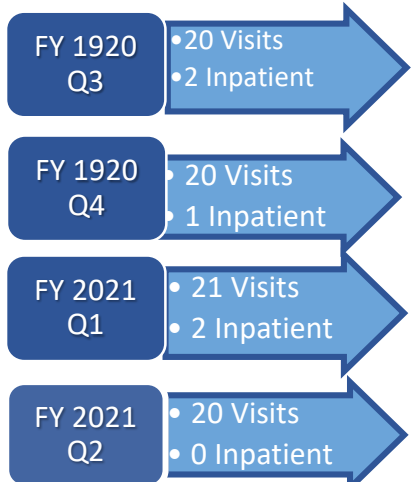 FY 1920
Q3
•20 Visits
•2 Inpatient
FY 1920
Q4
• 20 Visits
• 1 Inpatient
FY 2021
Q1
• 21 Visits
• 2 Inpatient
FY 2021
Q2
• 20 Visits
• 0 Inpatient